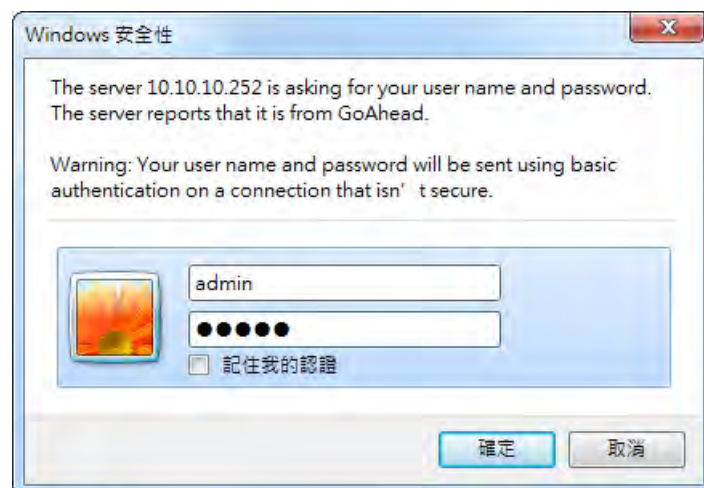 Windows 安全性
The server 10.10.10.252 is asking for your user name and password.
The server reports that it is from GoAhead.
Warning: Your user name and password will be sent using basic
authentication on a connection that isn’t secure.
admin
●●●●●
記住我的認證
確定
取消